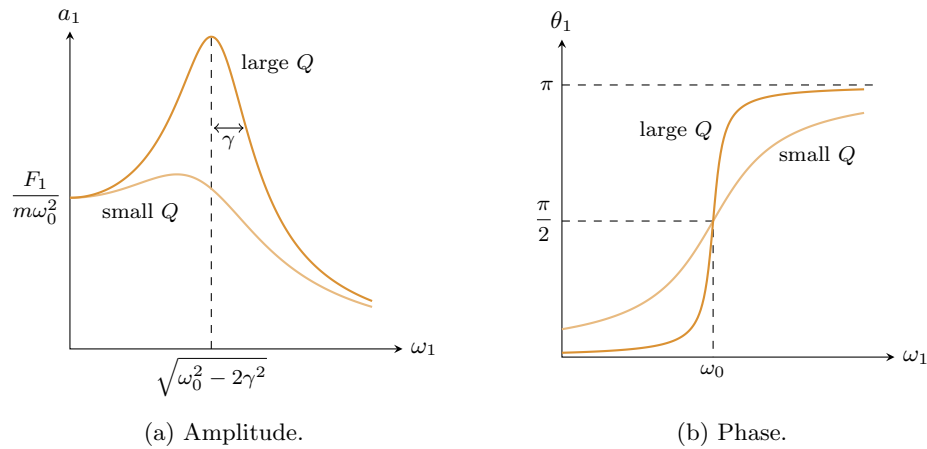 a₁
large Q
γ
F₁
mω₀²
small Q
ω₁
√(ω₀² − 2γ²)
(a) Amplitude.
θ₁
π
large Q
small Q
π
2
ω₀
ω₁
(b) Phase.